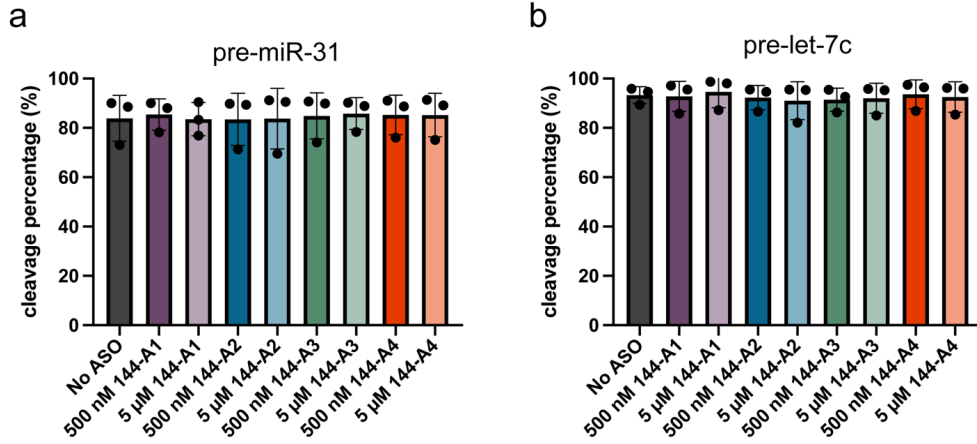 a
pre-miR-31
cleavage percentage (%)
100
80
60
40
20
0
No ASO
500 nM 144-A1
5 µM 144-A1
500 nM 144-A2
5 µM 144-A2
500 nM 144-A3
5 µM 144-A3
500 nM 144-A4
5 µM 144-A4
b
pre-let-7c
cleavage percentage (%)
100
80
60
40
20
0
No ASO
500 nM 144-A1
5 µM 144-A1
500 nM 144-A2
5 µM 144-A2
500 nM 144-A3
5 µM 144-A3
500 nM 144-A4
5 µM 144-A4